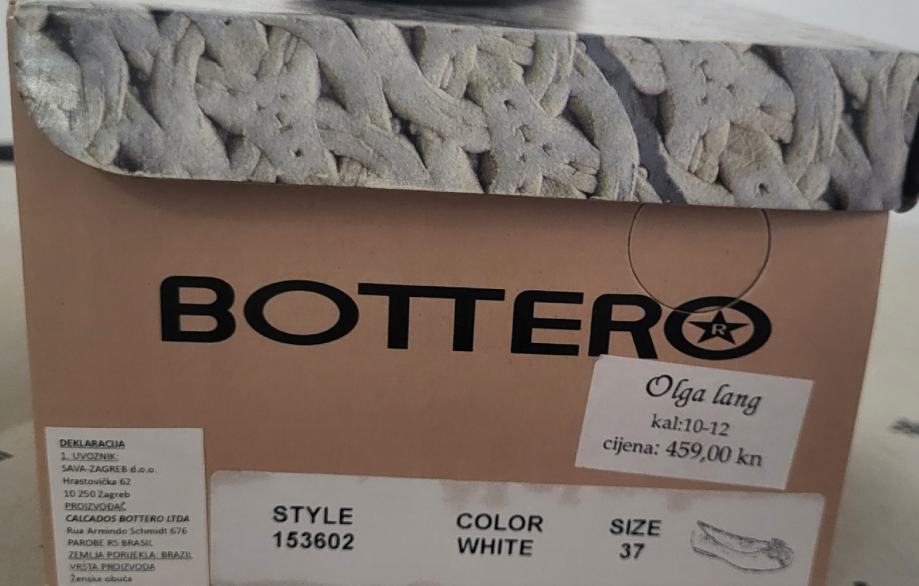 BOTTERO
R
Olga lang
kal:10-12
cijena: 459,00 kn
DEKLARACIJA
1. UVOZNIK:
SAVA-ZAGREB d.o.o.
Hrastovička 62
10 250 Zagreb
PROIZVOĐAČ
CALCADOS BOTTERO LTDA
Rua Armindo Schmidt 676
PAROBE RS BRASIL
ZEMLJA PORIJEKLA: BRAZIL
VRSTA PROIZVODA
Ženska obuća
STYLE COLOR SIZE
153602 WHITE 37